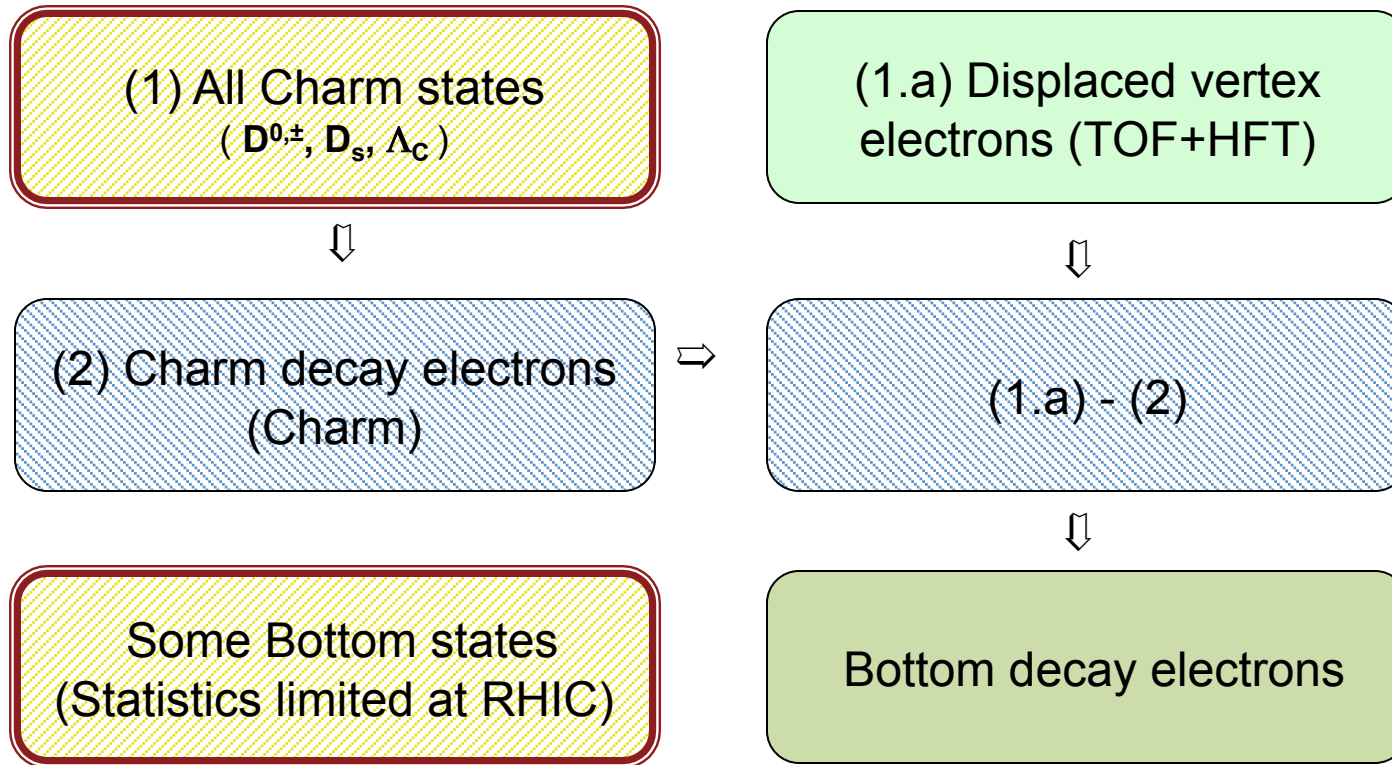 (1) All Charm states
( D⁰,±, Dₛ, Λ_C )
(1.a) Displaced vertex
electrons (TOF+HFT)
(2) Charm decay electrons
(Charm)
(1.a) - (2)
Some Bottom states
(Statistics limited at RHIC)
Bottom decay electrons